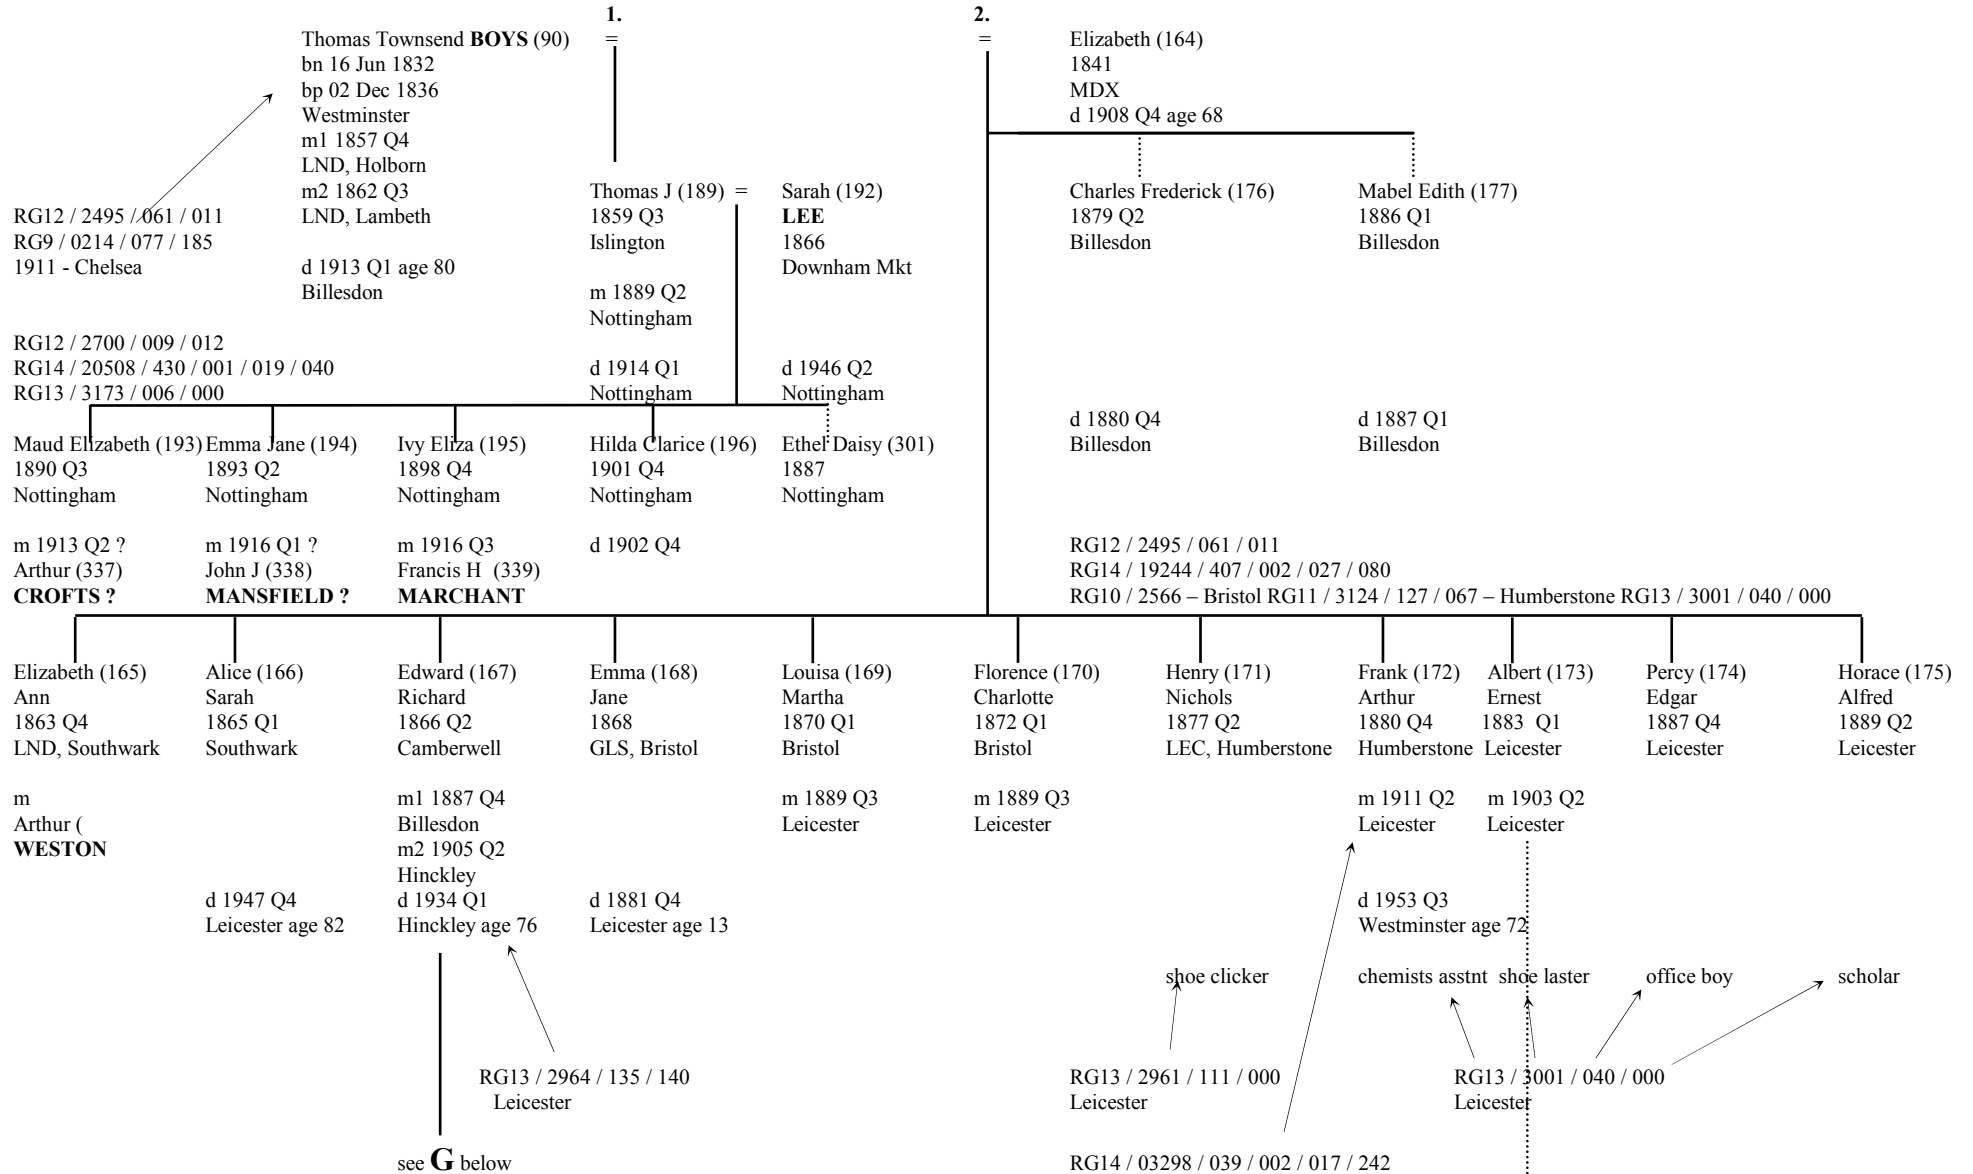 1. 2.
Thomas Townsend BOYS (90) = = Elizabeth (164)
bn 16 Jun 1832 1841
bp 02 Dec 1836 MDX
Westminster d 1908 Q4 age 68
m1 1857 Q4
LND, Holborn
m2 1862 Q3 Thomas J (189) = Sarah (192) Charles Frederick (176) Mabel Edith (177)
RG12 / 2495 / 061 / 011 LND, Lambeth 1859 Q3 LEE 1879 Q2 1886 Q1
RG9 / 0214 / 077 / 185 Islington 1866 Billesdon Billesdon
1911 - Chelsea d 1913 Q1 age 80 Downham Mkt
Billesdon m 1889 Q2
Nottingham
RG12 / 2700 / 009 / 012
RG14 / 20508 / 430 / 001 / 019 / 040 d 1914 Q1 d 1946 Q2
RG13 / 3173 / 006 / 000 Nottingham Nottingham
d 1880 Q4 d 1887 Q1
Maud Elizabeth (193) Emma Jane (194) Ivy Eliza (195) Hilda Clarice (196) Ethel Daisy (301) Billesdon Billesdon
1890 Q3 1893 Q2 1898 Q4 1901 Q4 1887
Nottingham Nottingham Nottingham Nottingham Nottingham
m 1913 Q2 ? m 1916 Q1 ? m 1916 Q3 d 1902 Q4 RG12 / 2495 / 061 / 011
Arthur (337) John J (338) Francis H (339) RG14 / 19244 / 407 / 002 / 027 / 080
CROFTS ? MANSFIELD ? MARCHANT RG10 / 2566 – Bristol RG11 / 3124 / 127 / 067 – Humberstone RG13 / 3001 / 040 / 000
Elizabeth (165) Alice (166) Edward (167) Emma (168) Louisa (169) Florence (170) Henry (171) Frank (172) Albert (173) Percy (174) Horace (175)
Ann Sarah Richard Jane Martha Charlotte Nichols Arthur Ernest Edgar Alfred
1863 Q4 1865 Q1 1866 Q2 1868 1870 Q1 1872 Q1 1877 Q2 1880 Q4 1883 Q1 1887 Q4 1889 Q2
LND, Southwark Southwark Camberwell GLS, Bristol Bristol Bristol LEC, Humberstone Humberstone Leicester Leicester Leicester
m m1 1887 Q4 m 1889 Q3 m 1889 Q3 m 1911 Q2 m 1903 Q2
Arthur ( Billesdon Leicester Leicester Leicester Leicester
WESTON m2 1905 Q2
Hinckley
d 1947 Q4 d 1934 Q1 d 1881 Q4 d 1953 Q3
Leicester age 82 Hinckley age 76 Leicester age 13 Westminster age 72
shoe clicker chemists asstnt shoe laster office boy scholar
RG13 / 2964 / 135 / 140 RG13 / 2961 / 111 / 000 RG13 / 3001 / 040 / 000
Leicester Leicester Leicester
see G below RG14 / 03298 / 039 / 002 / 017 / 242